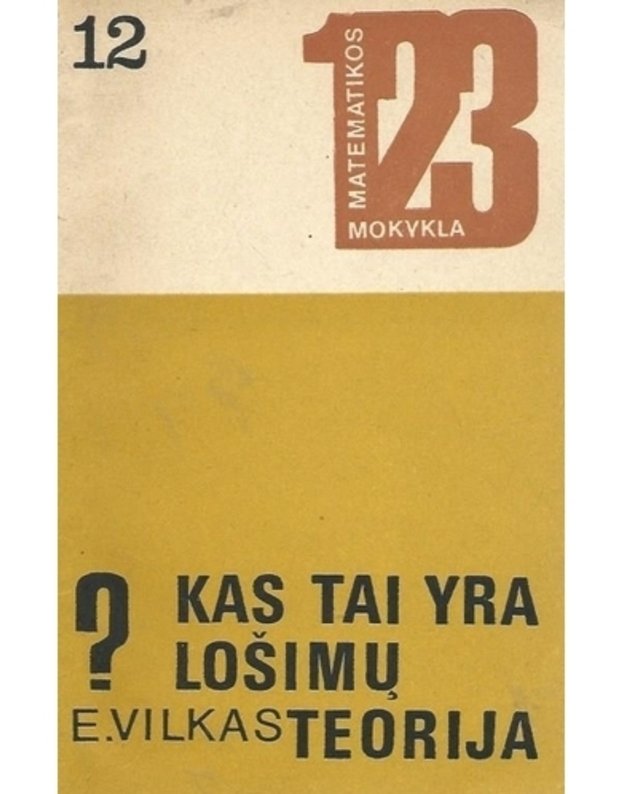 12
123
MATEMATIKOS
MOKYKLA
? KAS TAI YRA
LOŠIMŲ
E.VILKAS TEORIJA